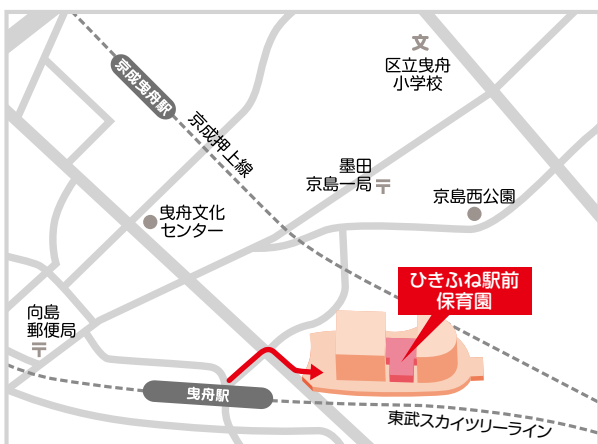 区立曳舟
小学校
京成曳舟駅
京成押上線
墨田
京島一局
京島西公園
曳舟文化
センター
ひきふね駅前
保育園
向島
郵便局
曳舟駅
東武スカイツリーライン